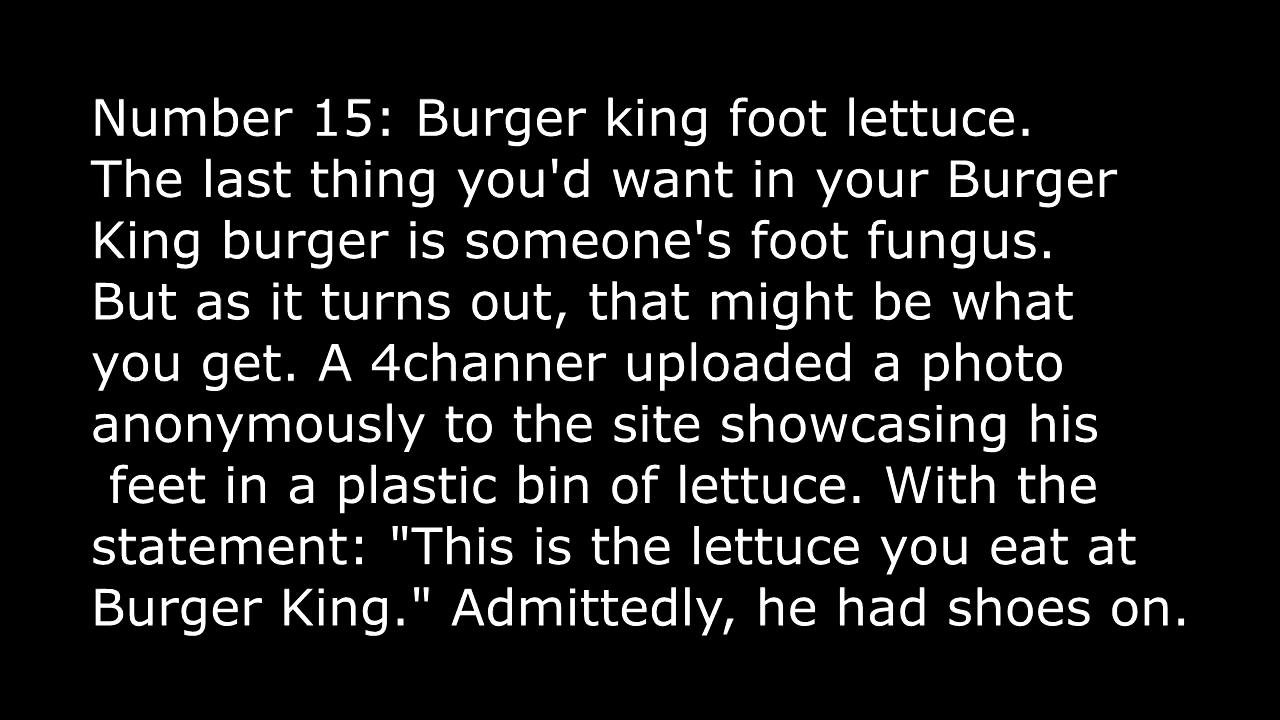 Number 15: Burger king foot lettuce.
The last thing you'd want in your Burger
King burger is someone's foot fungus.
But as it turns out, that might be what
you get. A 4channer uploaded a photo
anonymously to the site showcasing his
feet in a plastic bin of lettuce. With the
statement: "This is the lettuce you eat at
Burger King." Admittedly, he had shoes on.